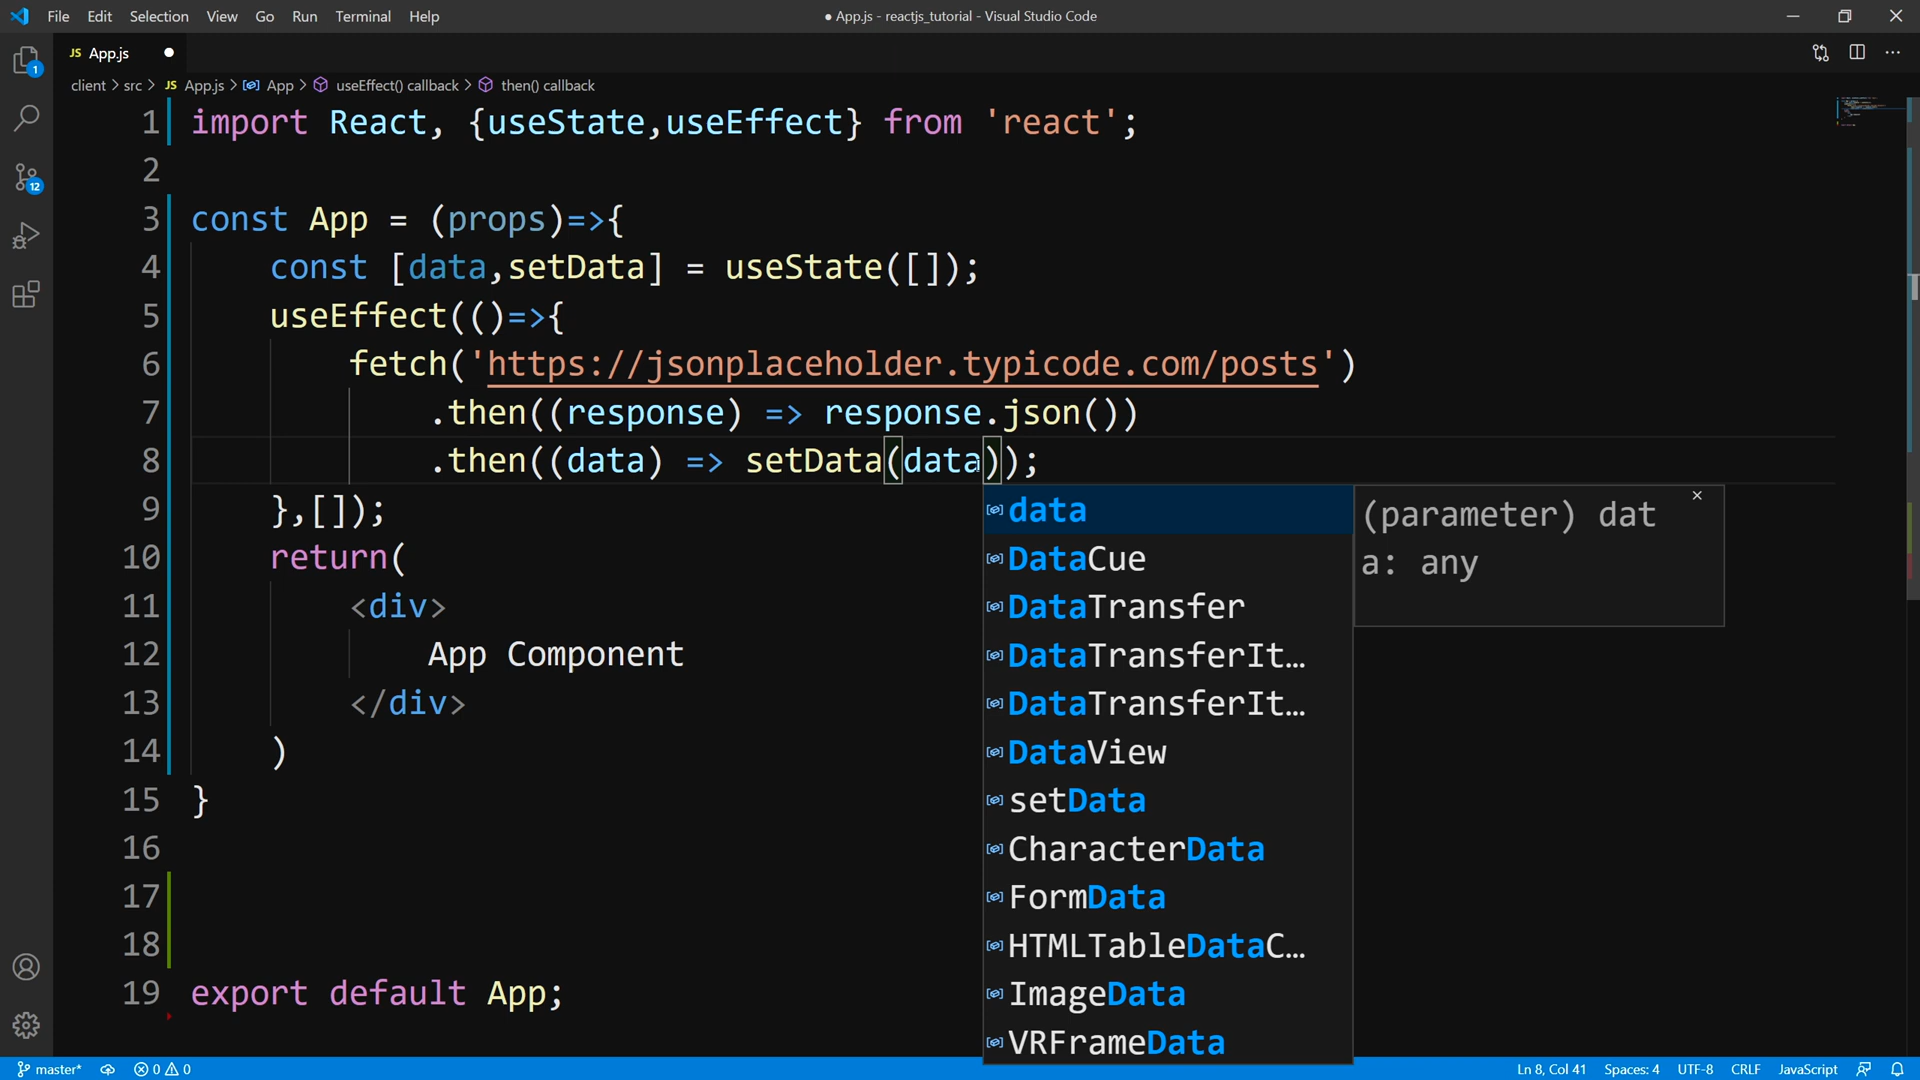 File Edit Selection View Go Run Terminal Help
● App.js - reactjs_tutorial - Visual Studio Code
JS App.js ●
client > src > JS App.js > App > useEffect() callback > then() callback
1
12
1 import React, {useState,useEffect} from 'react';
2
3 const App = (props)=>{
4 const [data,setData] = useState([]);
5 useEffect(()=>{
6 fetch('https://jsonplaceholder.typicode.com/posts')
7 .then((response) => response.json())
8 .then((data) => setData(data));
9 },[]);
10 return(
11 <div>
12 App Component
13 </div>
14 )
15 }
16
17
18
19 export default App;
data
DataCue
DataTransfer
DataTransferIt…
DataTransferIt…
DataView
setData
CharacterData
FormData
HTMLTableDataC…
ImageData
VRFrameData
(parameter) dat
a: any
master* 0 0 Ln 8, Col 41 Spaces: 4 UTF-8 CRLF JavaScript